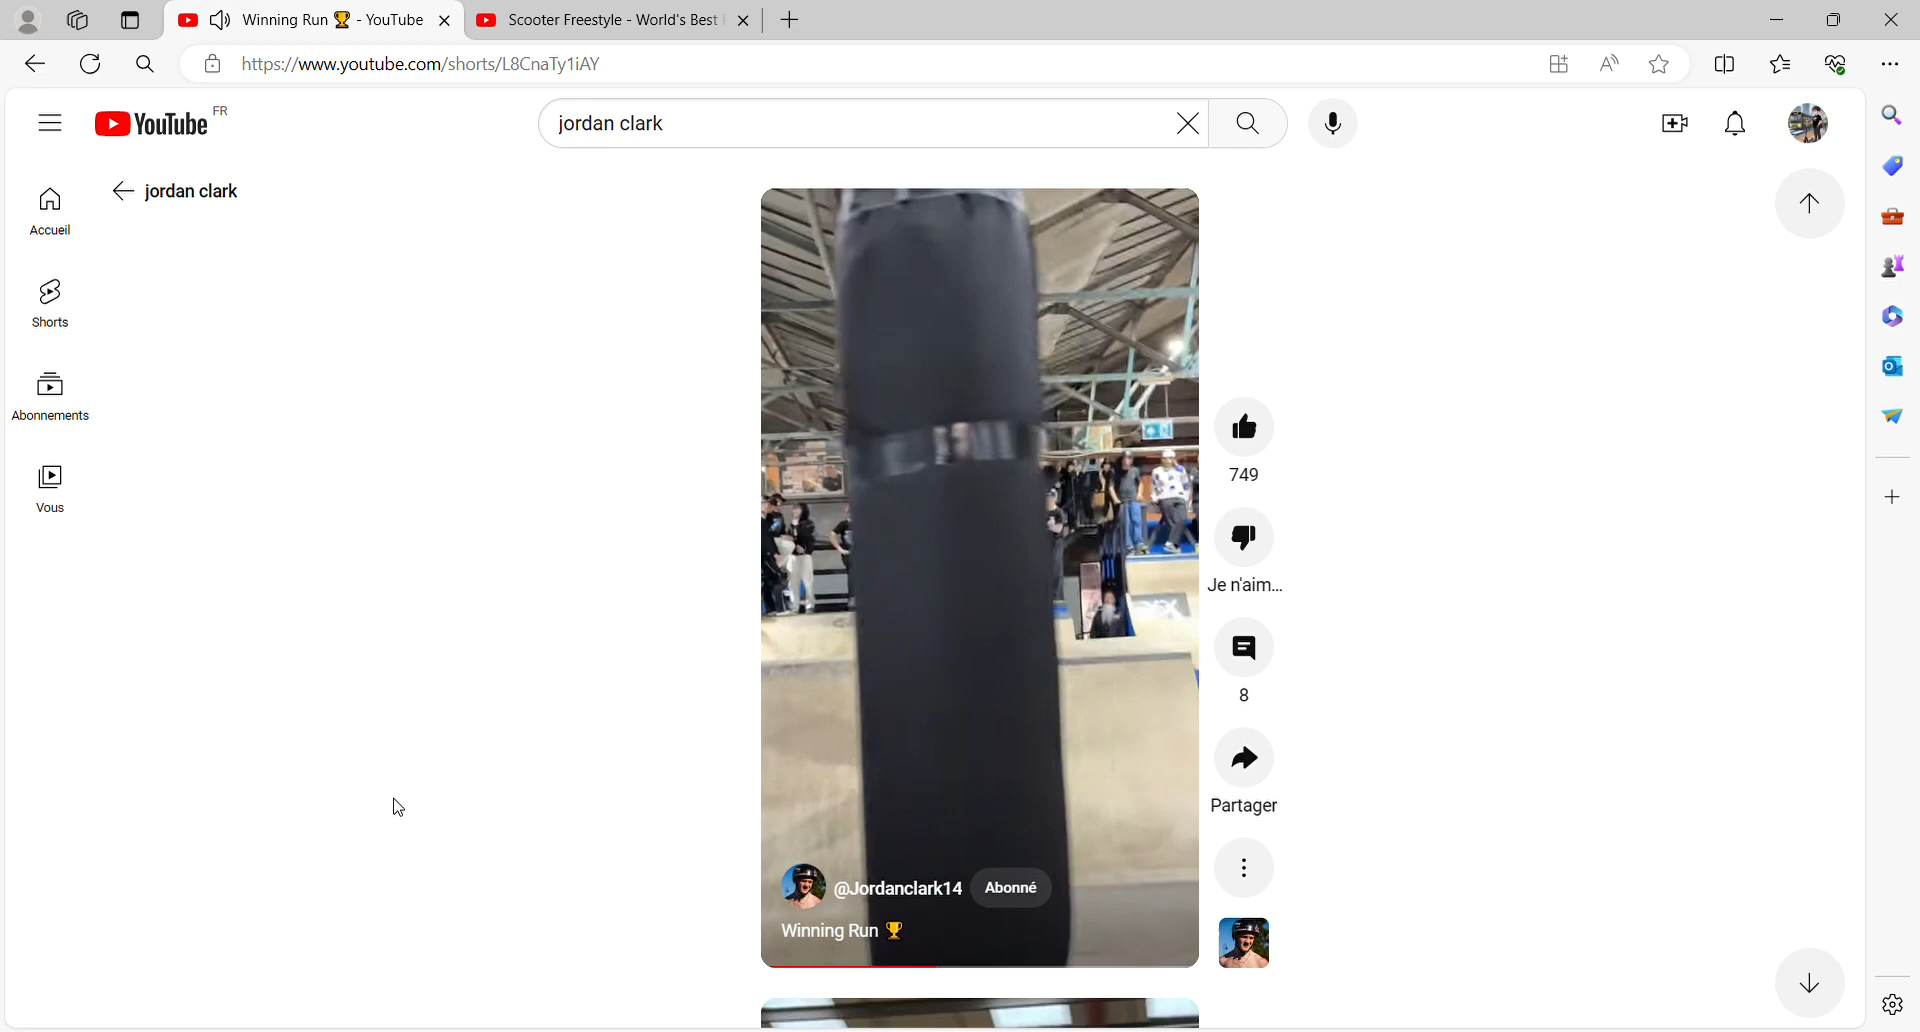 Winning Run 🏆 - YouTube
Scooter Freestyle - World's Best
https://www.youtube.com/shorts/L8CnaTy1iAY
YouTube FR
jordan clark
jordan clark
Accueil
Shorts
Abonnements
Vous
749
Je n'aim...
8
Partager
@Jordanclark14 Abonné
Winning Run 🏆